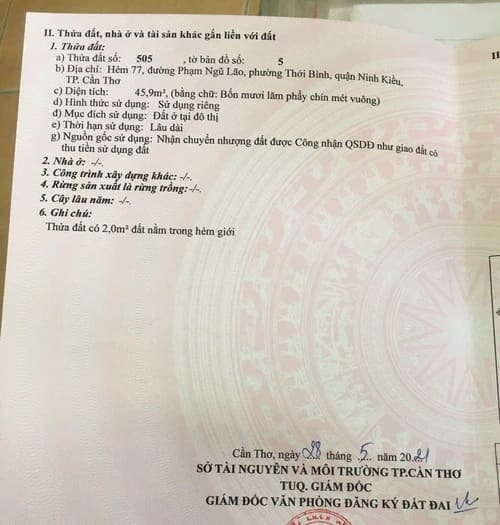 II. Thửa đất, nhà ở và tài sản khác gắn liền với đất
1. Thửa đất:
a) Thửa đất số: 505 , tờ bản đồ số: 5
b) Địa chỉ: Hẻm 77, đường Phạm Ngũ Lão, phường Thới Bình, quận Ninh Kiều,
TP. Cần Thơ
c) Diện tích: 45,9m², (bằng chữ: Bốn mươi lăm phẩy chín mét vuông)
d) Hình thức sử dụng: Sử dụng riêng
đ) Mục đích sử dụng: Đất ở tại đô thị
e) Thời hạn sử dụng: Lâu dài
g) Nguồn gốc sử dụng: Nhận chuyển nhượng đất được Công nhận QSDĐ như giao đất có
thu tiền sử dụng đất
2. Nhà ở: -/-.
3. Công trình xây dựng khác: -/-.
4. Rừng sản xuất là rừng trồng:-/-.
5. Cây lâu năm: -/-.
6. Ghi chú:
Thửa đất có 2,0m² đất nằm trong hẻm giới
Cần Thơ, ngày 28 tháng 5 năm 2021
SỞ TÀI NGUYÊN VÀ MÔI TRƯỜNG TP.CẦN THƠ
TUQ. GIÁM ĐỐC
GIÁM ĐỐC VĂN PHÒNG ĐĂNG KÝ ĐẤT ĐAI